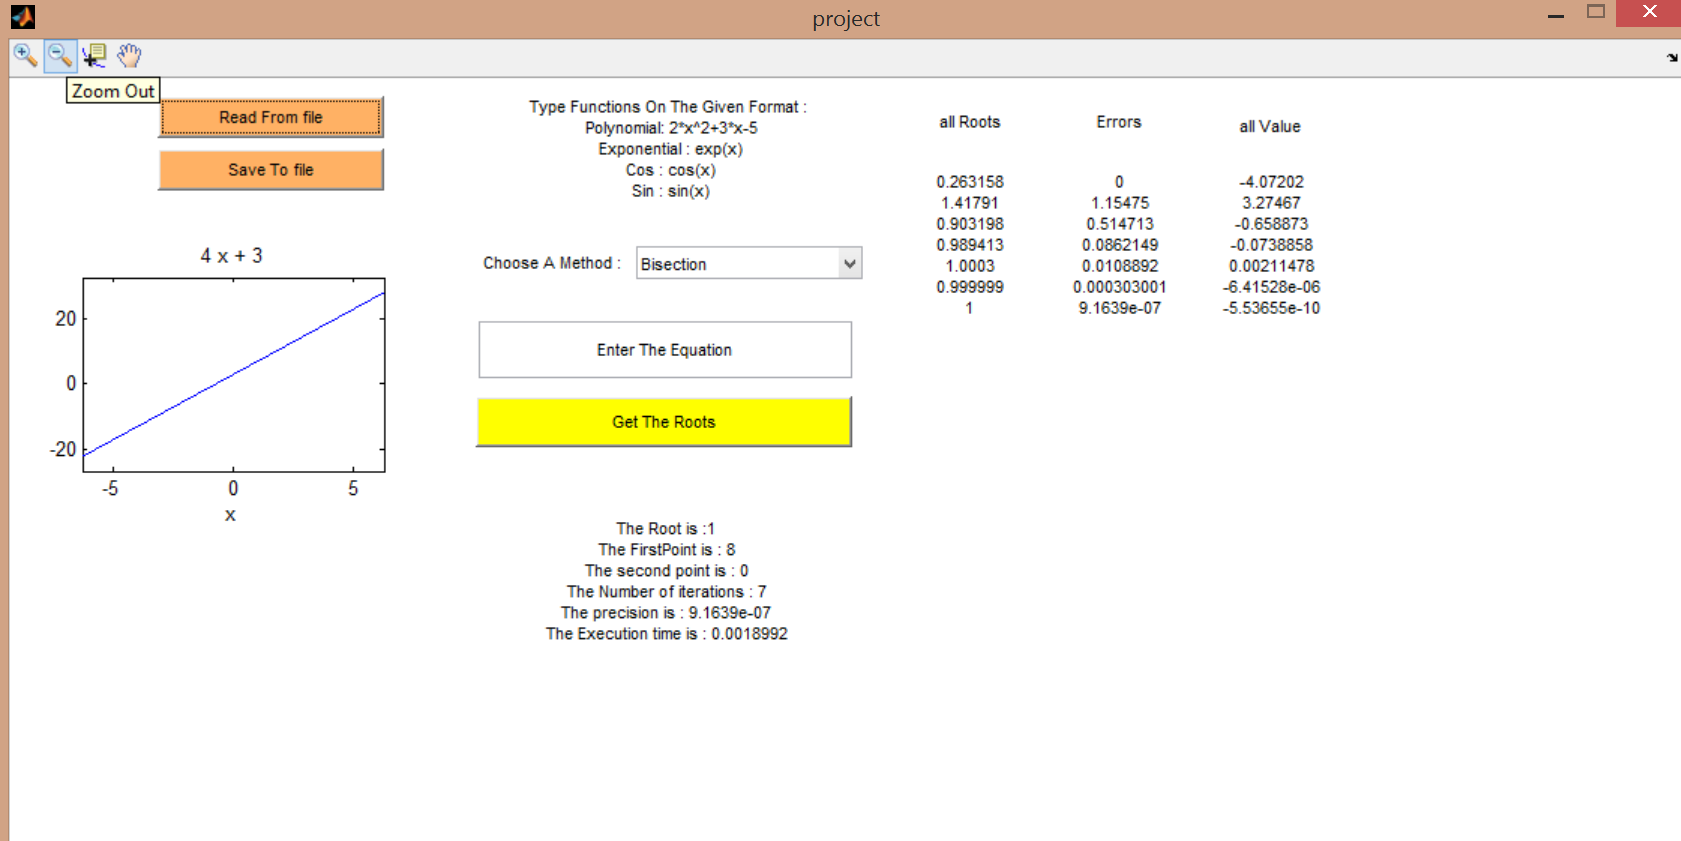 project
Zoom Out
Read From file
Save To file
Type Functions On The Given Format :
Polynomial: 2*x^2+3*x-5
Exponential : exp(x)
Cos : cos(x)
Sin : sin(x)
Choose A Method :
Bisection
Enter The Equation
Get The Roots
4 x + 3
20
0
-20
-5 0 5
x
The Root is :1
The FirstPoint is : 8
The second point is : 0
The Number of iterations : 7
The precision is : 9.1639e-07
The Execution time is : 0.0018992
all Roots Errors all Value
0.263158 0 -4.07202
1.41791 1.15475 3.27467
0.903198 0.514713 -0.658873
0.989413 0.0862149 -0.0738858
1.0003 0.0108892 0.00211478
0.999999 0.000303001 -6.41528e-06
1 9.1639e-07 -5.53655e-10